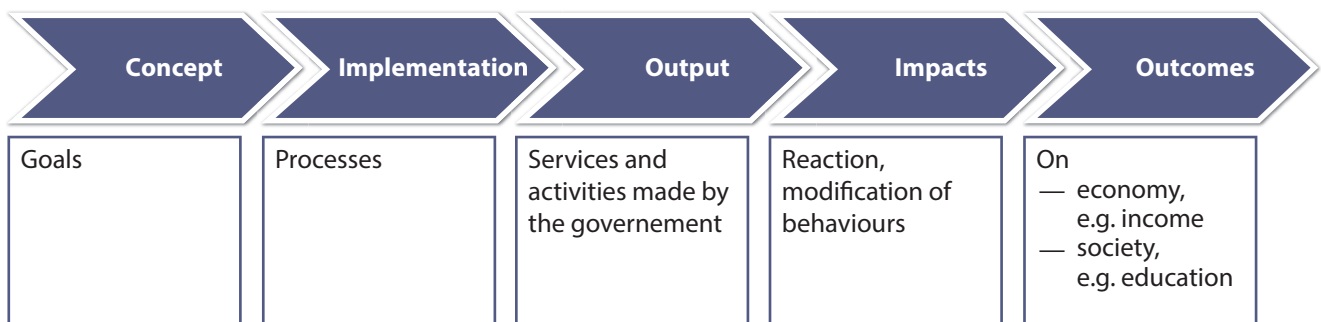 Concept
Implementation
Output
Impacts
Outcomes
Goals
Processes
Services and
activities made by
the governement
Reaction,
modification of
behaviours
On
— economy,
e.g. income
— society,
e.g. education